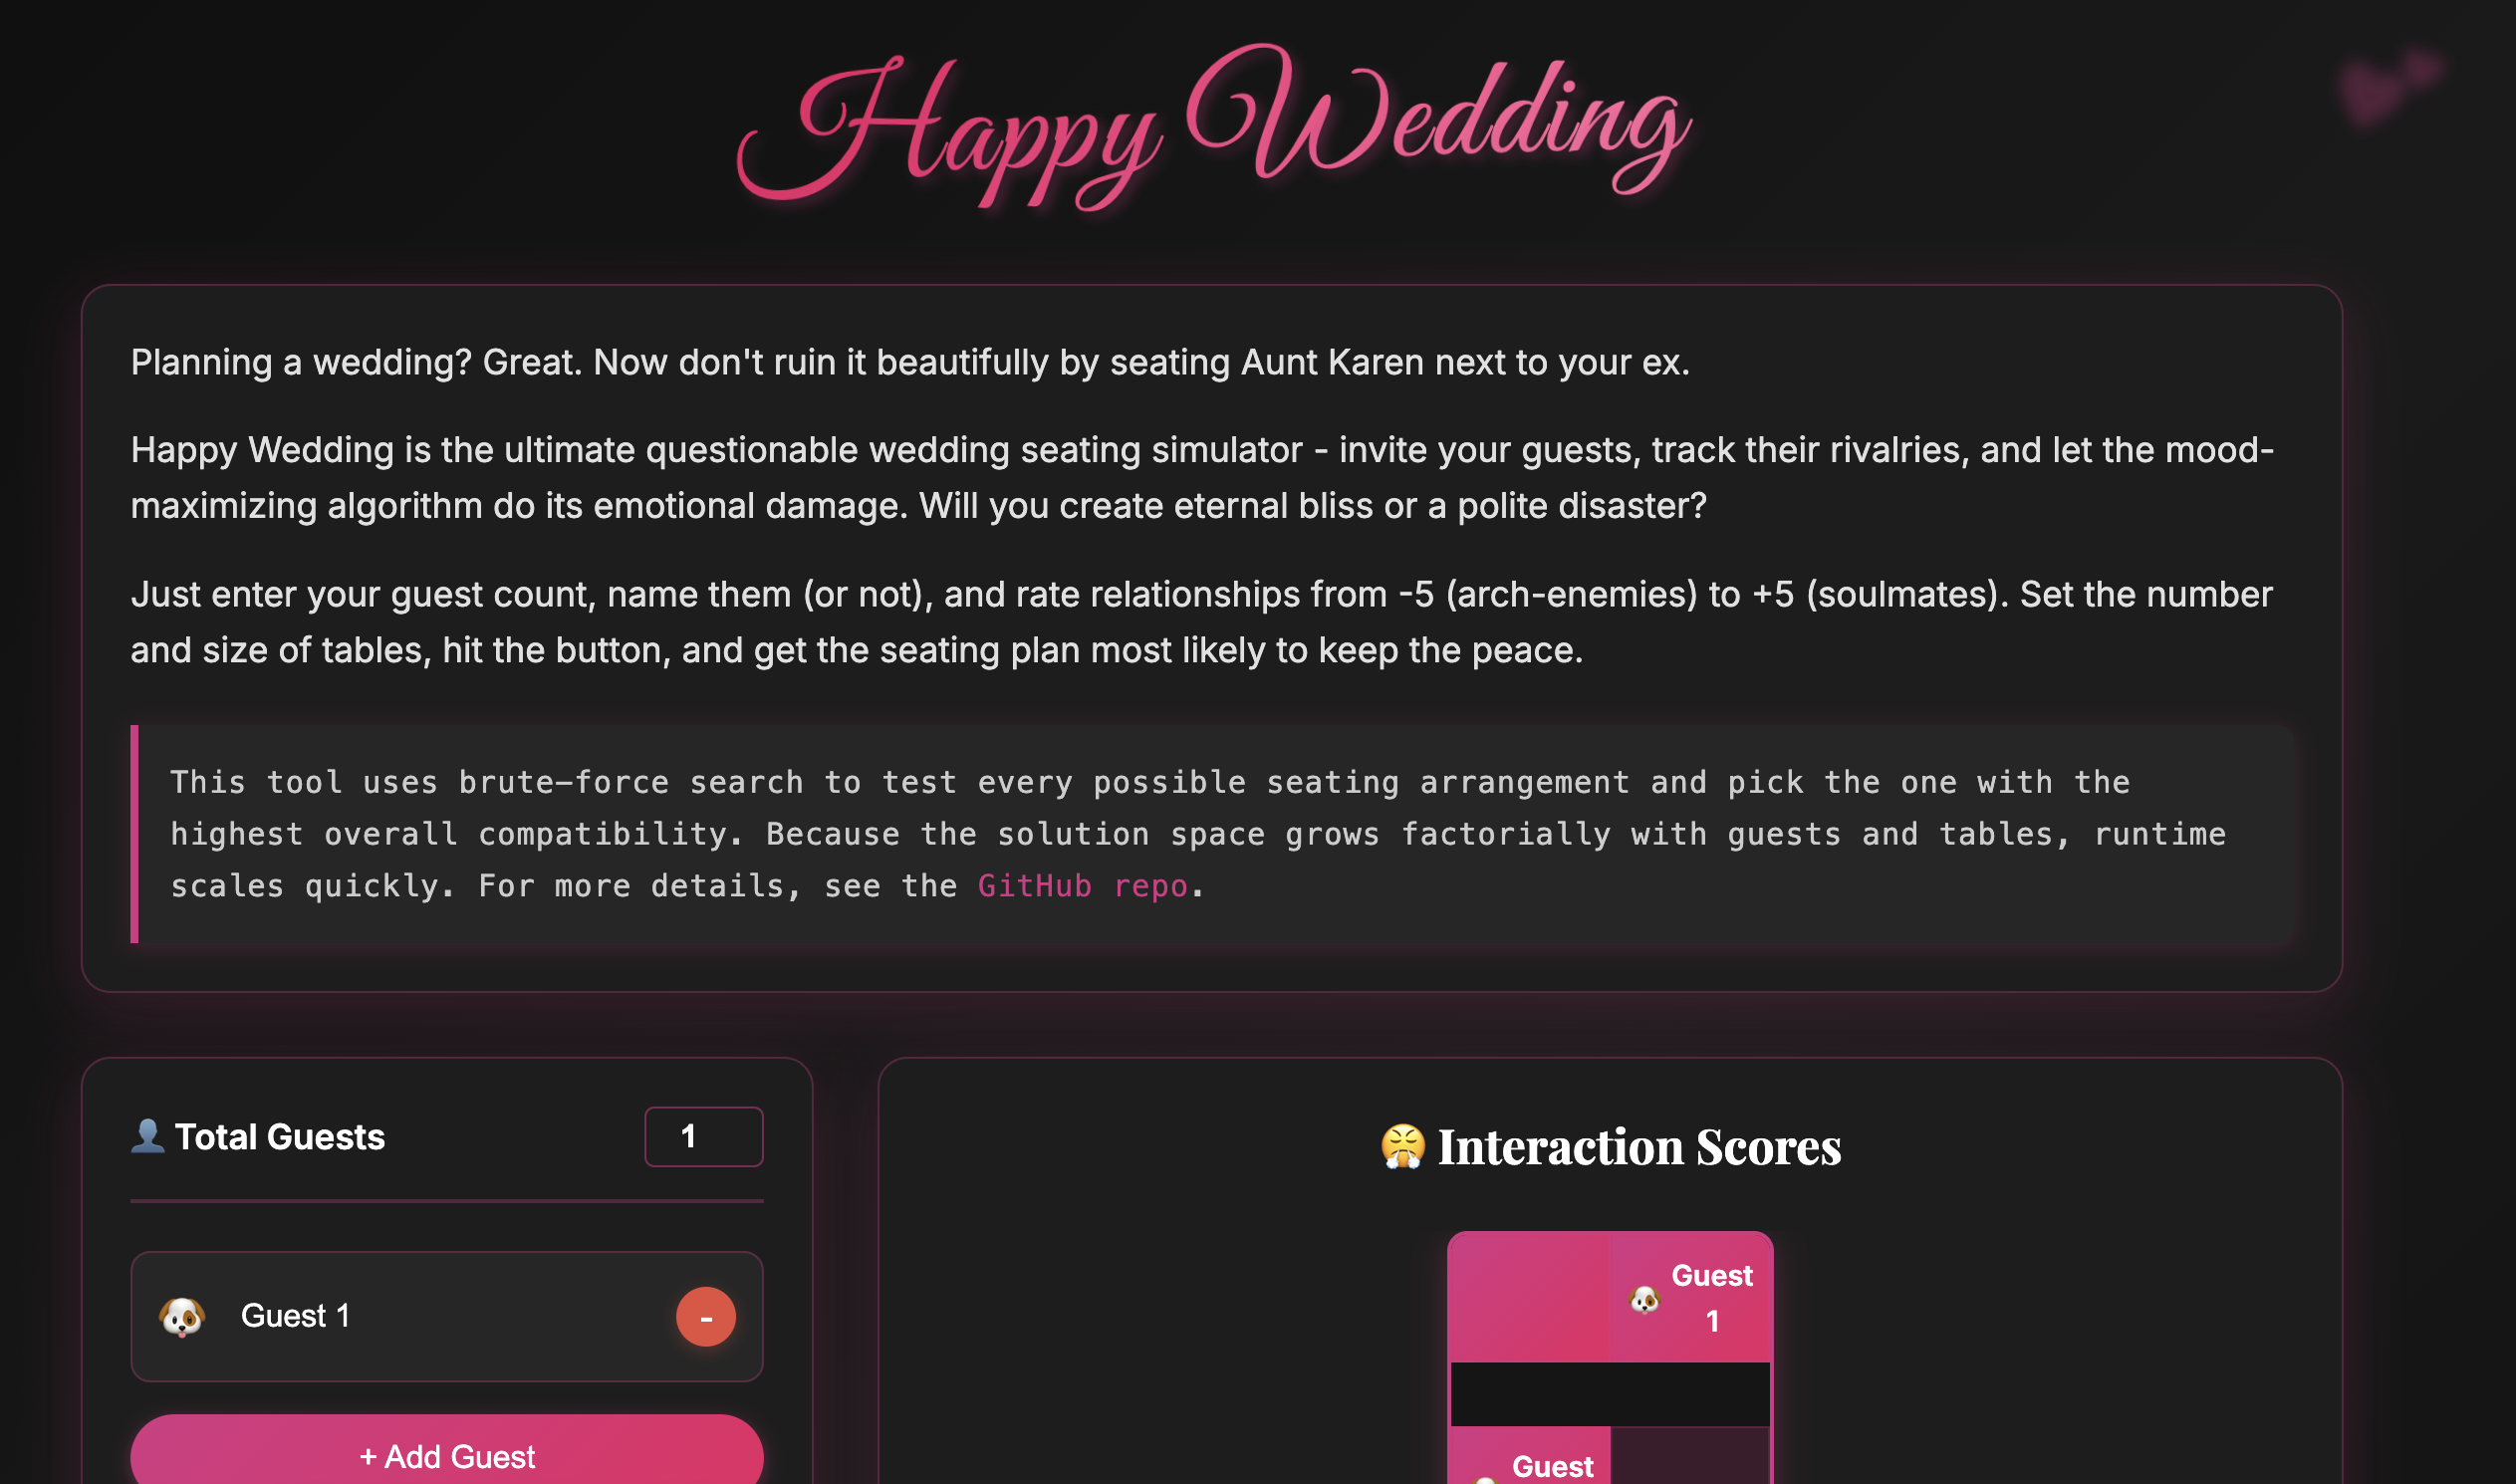 Happy Wedding
Planning a wedding? Great. Now don't ruin it beautifully by seating Aunt Karen next to your ex.
Happy Wedding is the ultimate questionable wedding seating simulator - invite your guests, track their rivalries, and let the mood-
maximizing algorithm do its emotional damage. Will you create eternal bliss or a polite disaster?
Just enter your guest count, name them (or not), and rate relationships from -5 (arch-enemies) to +5 (soulmates). Set the number
and size of tables, hit the button, and get the seating plan most likely to keep the peace.
This tool uses brute-force search to test every possible seating arrangement and pick the one with the
highest overall compatibility. Because the solution space grows factorially with guests and tables, runtime
scales quickly. For more details, see the GitHub repo.
👤 Total Guests 1
Guest 1 -
+ Add Guest
😤 Interaction Scores
Guest
1
Guest